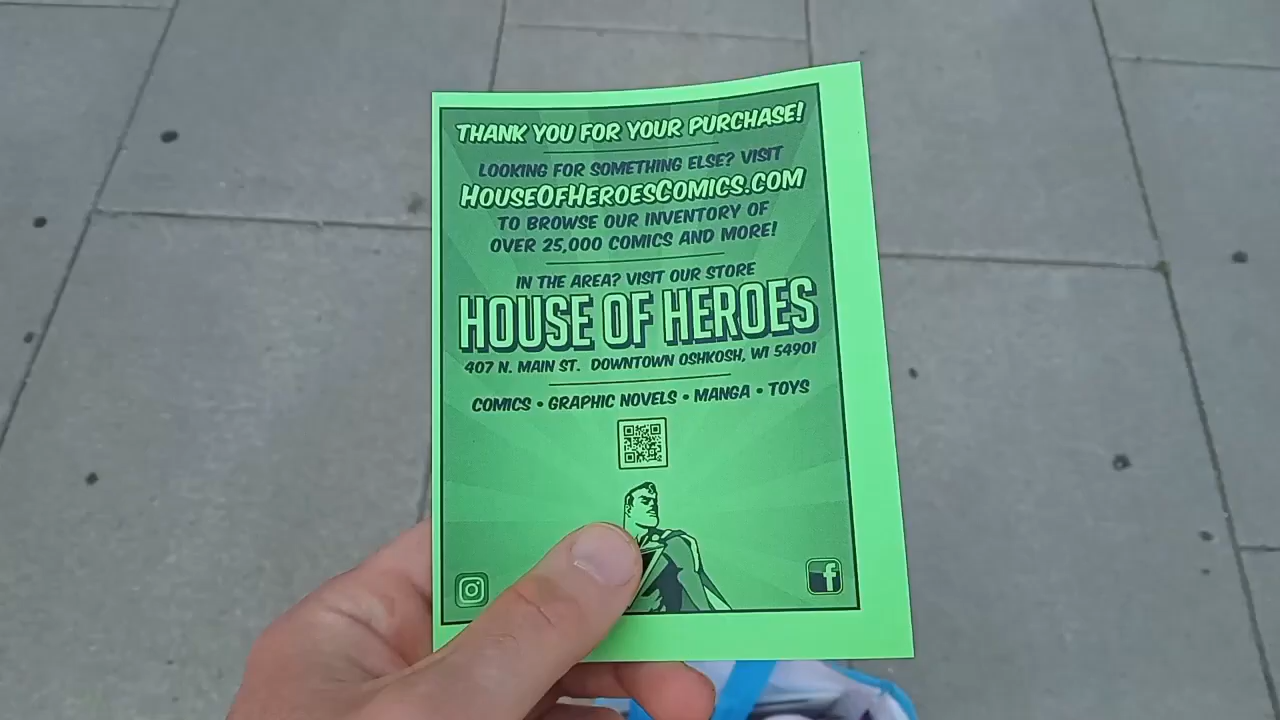 THANK YOU FOR YOUR PURCHASE!
LOOKING FOR SOMETHING ELSE? VISIT
HOUSEOFHEROESCOMICS.COM
TO BROWSE OUR INVENTORY OF
OVER 25,000 COMICS AND MORE!
IN THE AREA? VISIT OUR STORE
HOUSE OF HEROES
407 N. MAIN ST. DOWNTOWN OSHKOSH, WI 54901
COMICS • GRAPHIC NOVELS • MANGA • TOYS
f